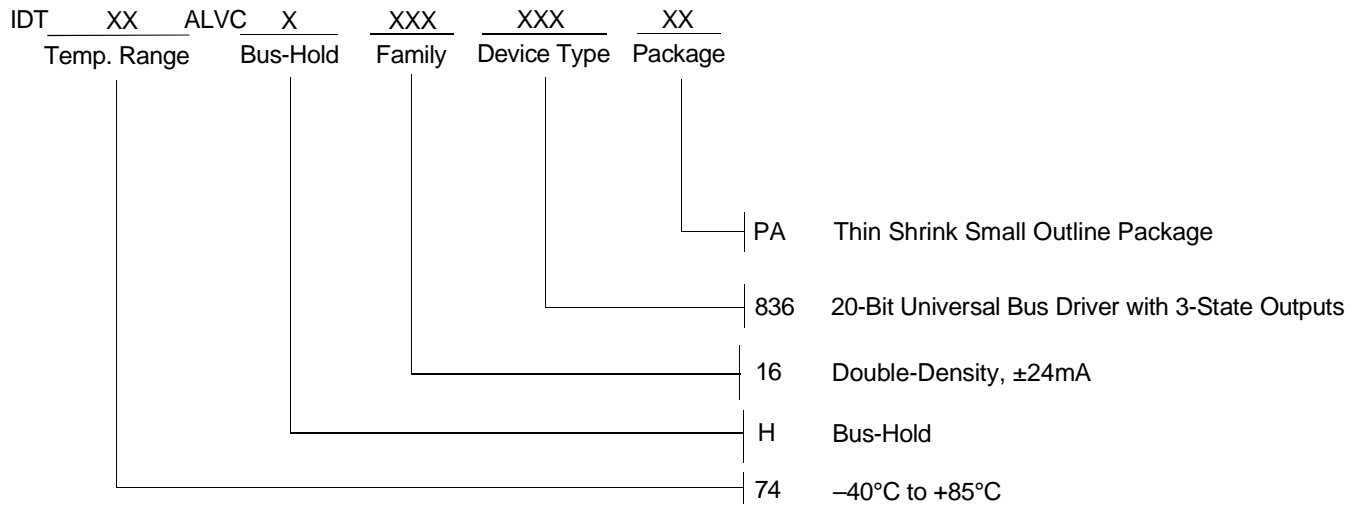 IDT XX ALVC X XXX XXX XX
Temp. Range Bus-Hold Family Device Type Package
PA Thin Shrink Small Outline Package
836 20-Bit Universal Bus Driver with 3-State Outputs
16 Double-Density, ±24mA
H Bus-Hold
74 –40°C to +85°C